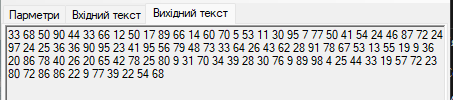 Парметри Вхідний текст Вихідний текст
33 68 50 90 44 33 66 12 50 17 89 66 14 60 70 5 53 11 30 95 7 77 50 41 54 24 46 87 72 24
97 24 25 36 36 90 95 23 41 95 56 79 48 73 33 64 26 43 62 28 91 78 67 53 13 55 19 9 36
20 86 78 40 26 20 65 42 78 25 80 9 31 70 34 39 28 30 76 9 89 98 4 25 44 33 19 57 72 23
80 72 86 86 22 9 77 39 22 54 68